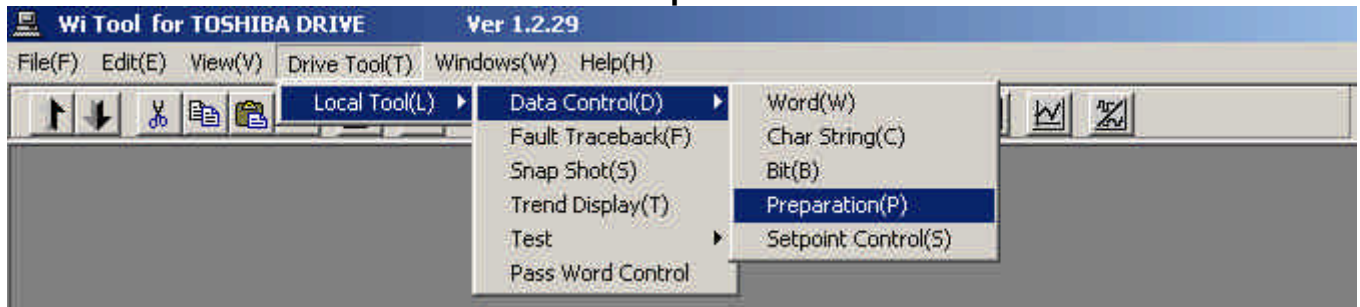 Wi Tool for TOSHIBA DRIVE Ver 1.2.29
File(F) Edit(E) View(V) Drive Tool(T) Windows(W) Help(H)
Local Tool(L)
Data Control(D)
Fault Traceback(F)
Snap Shot(S)
Trend Display(T)
Test
Pass Word Control
Word(W)
Char String(C)
Bit(B)
Preparation(P)
Setpoint Control(S)